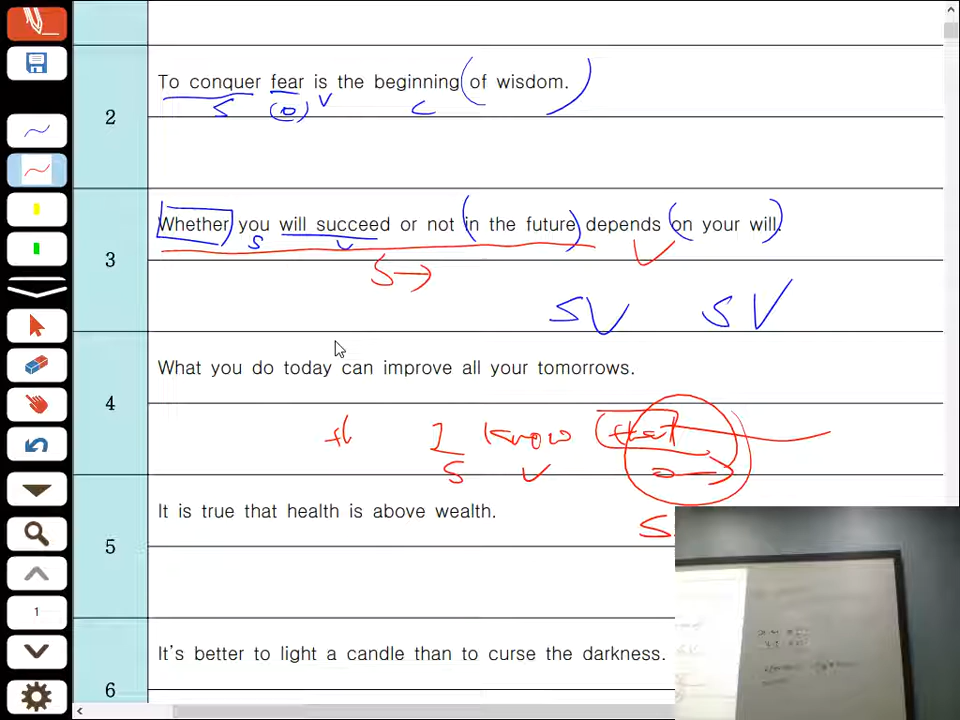 To conquer fear is the beginning (of wisdom.)
S (o) V C
2
Whether you will succeed or not (in the future) depends (on your will.)
S V
3
S → V
SV SV
What you do today can improve all your tomorrows.
4
I know (that
S V o →
It is true that health is above wealth.
S
5
It's better to light a candle than to curse the darkness.
6
1